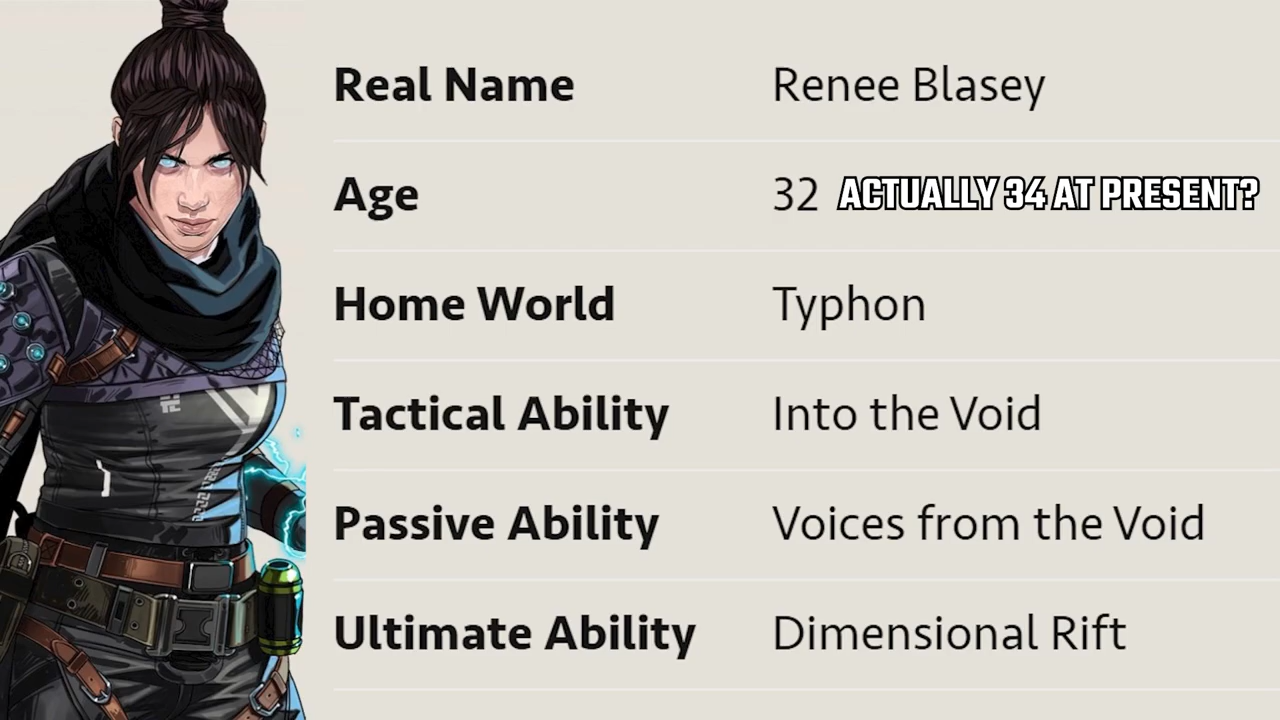 Real Name Renee Blasey
Age 32 ACTUALLY 34 AT PRESENT?
Home World Typhon
Tactical Ability Into the Void
Passive Ability Voices from the Void
Ultimate Ability Dimensional Rift